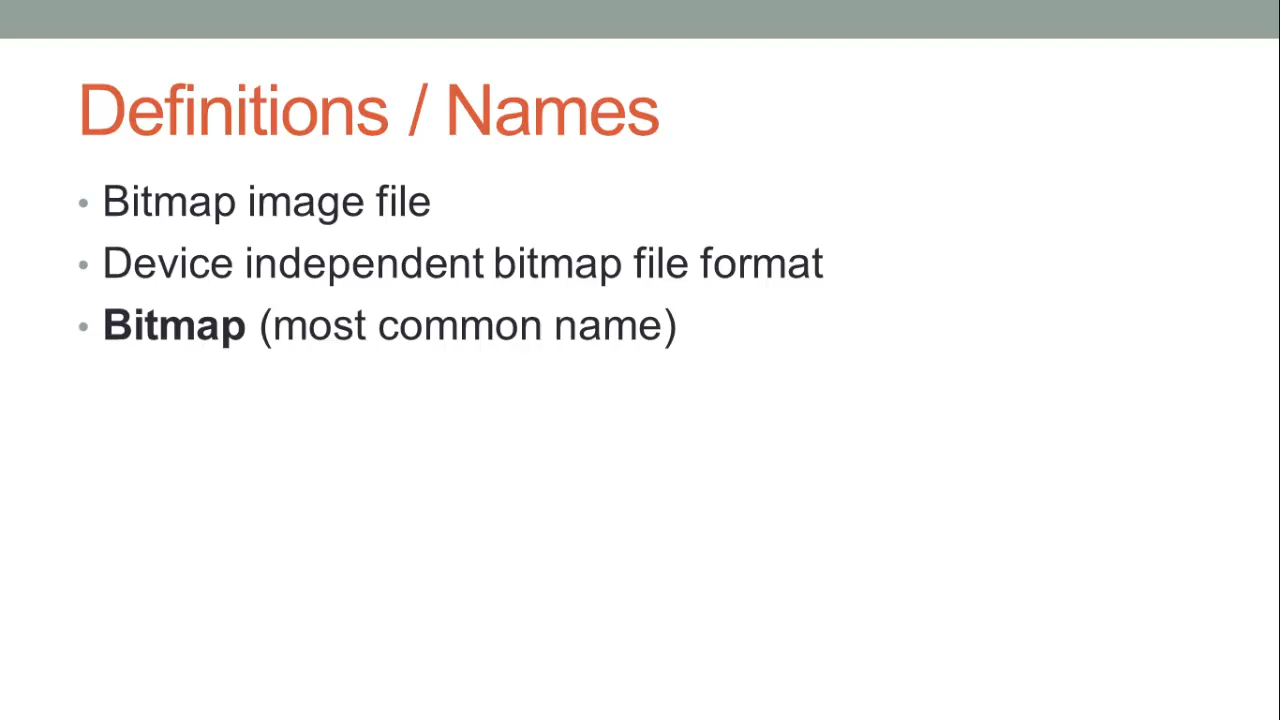 Definitions / Names
• Bitmap image file
• Device independent bitmap file format
• Bitmap (most common name)